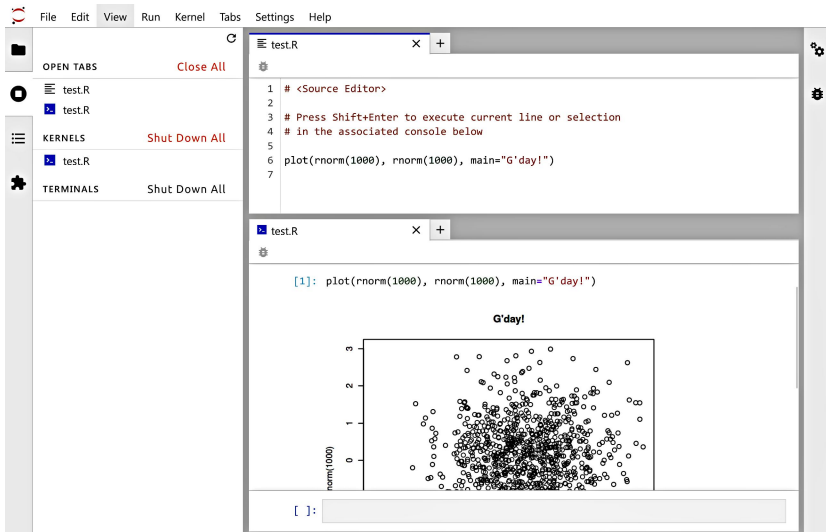 File Edit View Run Kernel Tabs Settings Help
OPEN TABS Close All
test.R
test.R
KERNELS Shut Down All
test.R
TERMINALS Shut Down All
test.R
1 # <Source Editor>
2
3 # Press Shift+Enter to execute current line or selection
4 # in the associated console below
5
6 plot(rnorm(1000), rnorm(1000), main="G'day!")
7
test.R
[1]: plot(rnorm(1000), rnorm(1000), main="G'day!")
G'day!
3
2
1
0
norm(1000)
[ ]: